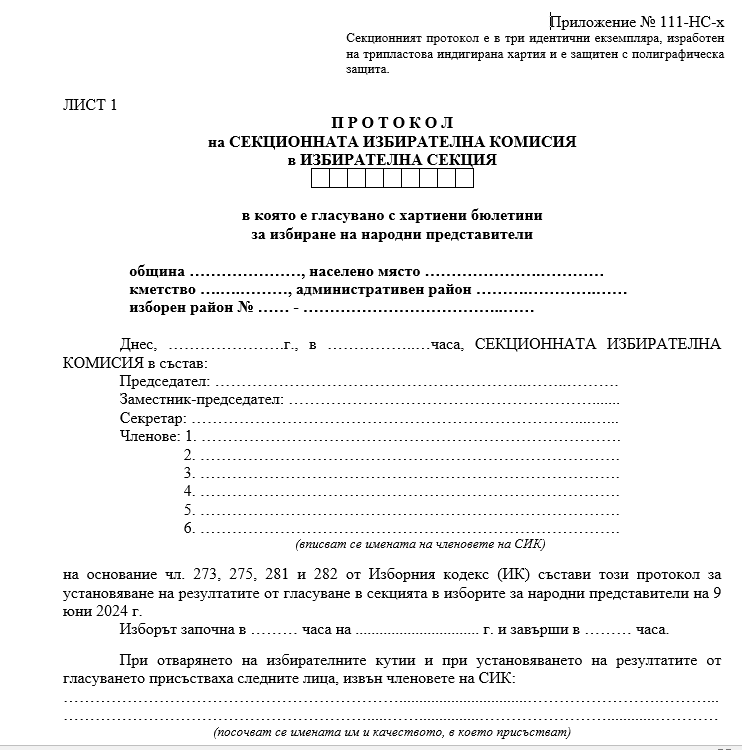 Приложение № 111-НС-х
Секционният протокол е в три идентични екземпляра, изработен
на трипластова индигирана хартия и е защитен с полиграфическа
защита.
ЛИСТ 1
П Р О Т О К О Л
на СЕКЦИОННАТА ИЗБИРАТЕЛНА КОМИСИЯ
в ИЗБИРАТЕЛНА СЕКЦИЯ
в която е гласувано с хартиени бюлетини
за избиране на народни представители
община …………………, населено място ………………….…………
кметство ….…………, административен район ……….………….……
изборен район № …… - ………………………………..……
Днес, ………………….г., в ……………..…часа, СЕКЦИОННАТА ИЗБИРАТЕЛНА
КОМИСИЯ в състав:
Председател: ……………………………………………...…..………….
Заместник-председател: ………………………………………………….......
Секретар: …………………………………………………………………...…...
Членове: 1. ……………………………………………………………………….
2. ……………………………………………………………………….
3. ……………………………………………………………………….
4. ……………………………………………………………………….
5. ……………………………………………………………………….
6. ……………………………………………………………………….
(вписват се имената на членовете на СИК)
на основание чл. 273, 275, 281 и 282 от Изборния кодекс (ИК) състави този протокол за
установяване на резултатите от гласуване в секцията в изборите за народни представители на 9
юни 2024 г.
Изборът започна в ……… часа на ................................ г. и завърши в ……… часа.
При отварянето на избирателните кутии и при установяването на резултатите от
гласуването присъстваха следните лица, извън членовете на СИК:
……………………………………………………......................................…………………………………...
……………………………………………………………………………………………...…………………...
(посочват се имената им и качеството, в което присъстват)